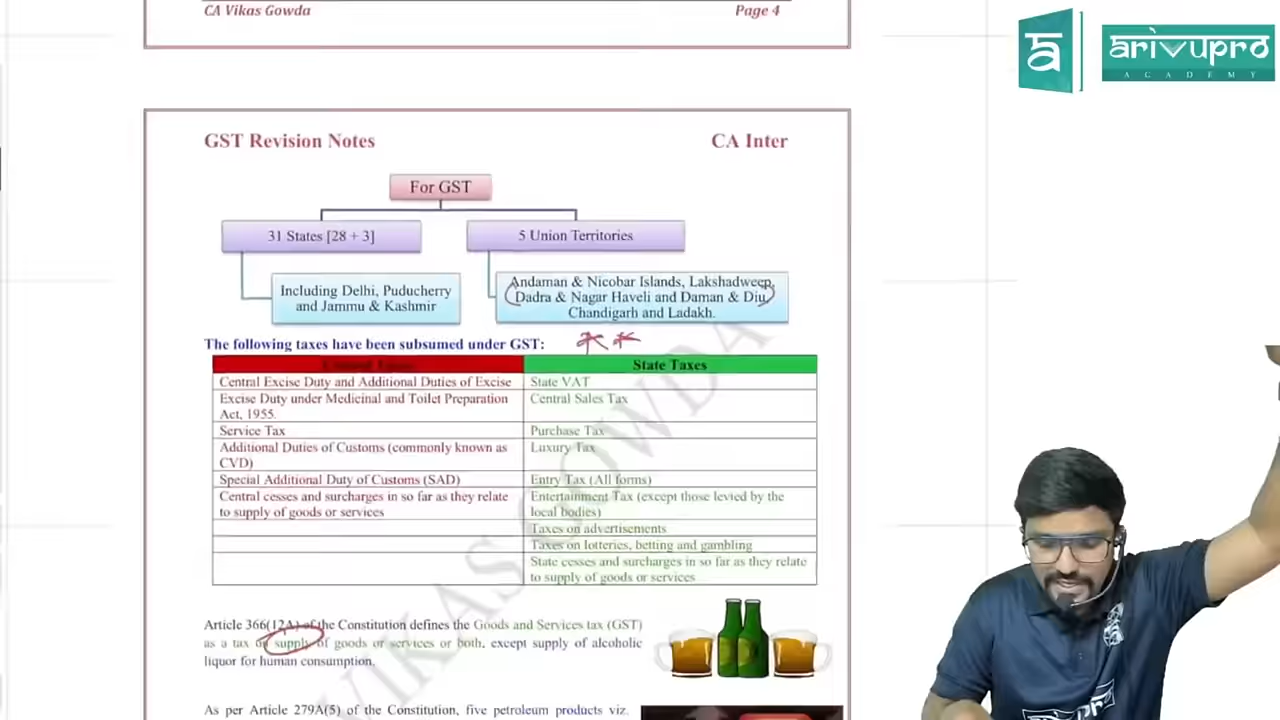 CA Vikas Gowda Page 4
arivupro
ACADEMY
GST Revision Notes CA Inter
For GST
31 States [28 + 3] 5 Union Territories
Including Delhi, Puducherry
and Jammu & Kashmir
Andaman & Nicobar Islands, Lakshadweep,
Dadra & Nagar Haveli and Daman & Diu,
Chandigarh and Ladakh.
The following taxes have been subsumed under GST:
State Taxes
Central Excise Duty and Additional Duties of Excise State VAT
Excise Duty under Medicinal and Toilet Preparation Central Sales Tax
Act, 1955.
Service Tax Purchase Tax
Additional Duties of Customs (commonly known as Luxury Tax
CVD)
Special Additional Duty of Customs (SAD) Entry Tax (All forms)
Central cesses and surcharges in so far as they relate Entertainment Tax (except those levied by the
to supply of goods or services local bodies)
Taxes on advertisements
Taxes on lotteries, betting and gambling
State cesses and surcharges in so far as they relate
to supply of goods or services
Article 366(12A) of the Constitution defines the Goods and Services tax (GST)
as a tax on supply of goods or services or both, except supply of alcoholic
liquor for human consumption.
As per Article 279A(5) of the Constitution, five petroleum products viz.
VIKAS GOWDA